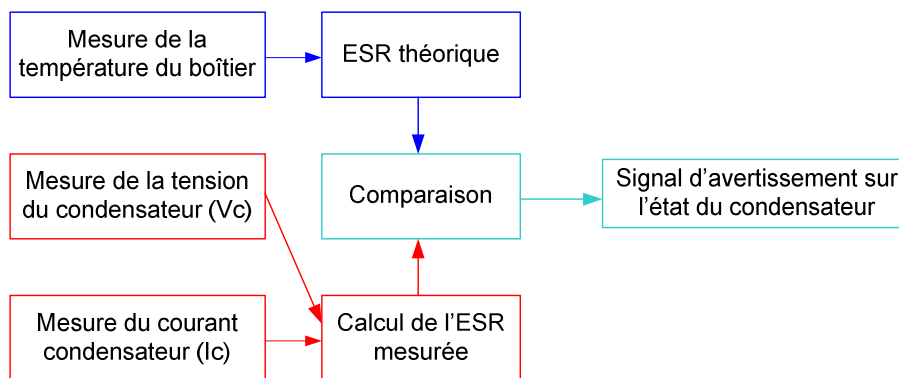 Mesure de la
température du boîtier
ESR théorique
Mesure de la tension
du condensateur (Vc)
Comparaison
Signal d’avertissement sur
l’état du condensateur
Mesure du courant
condensateur (Ic)
Calcul de l’ESR
mesurée